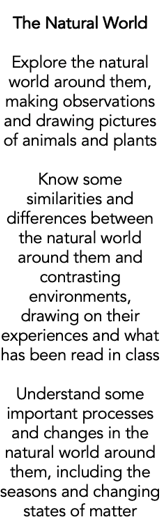 The Natural World
Explore the natural
world around them,
making observations
and drawing pictures
of animals and plants
Know some
similarities and
differences between
the natural world
around them and
contrasting
environments,
drawing on their
experiences and what
has been read in class
Understand some
important processes
and changes in the
natural world around
them, including the
seasons and changing
states of matter